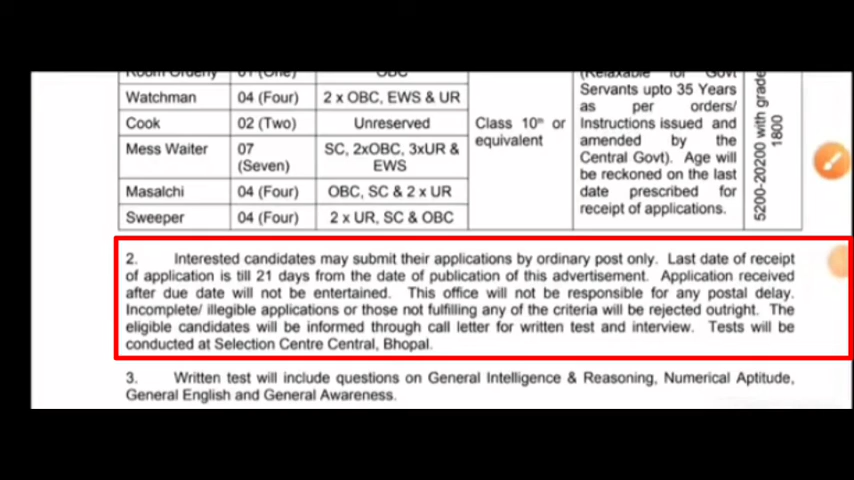 Room Orderly 01 (One) OBC (Relaxable for Govt
Watchman 04 (Four) 2 x OBC, EWS & UR Servants upto 35 Years
as per orders/
Cook 02 (Two) Unreserved Class 10th or Instructions issued and
equivalent amended by the
Mess Waiter 07 SC, 2xOBC, 3xUR & Central Govt). Age will
(Seven) EWS be reckoned on the last
Masalchi 04 (Four) OBC, SC & 2 x UR date prescribed for
Sweeper 04 (Four) 2 x UR, SC & OBC receipt of applications.
5200-20200 with grade
1800
2. Interested candidates may submit their applications by ordinary post only. Last date of receipt
of application is till 21 days from the date of publication of this advertisement. Application received
after due date will not be entertained. This office will not be responsible for any postal delay.
Incomplete/ illegible applications or those not fulfilling any of the criteria will be rejected outright. The
eligible candidates will be informed through call letter for written test and interview. Tests will be
conducted at Selection Centre Central, Bhopal.
3. Written test will include questions on General Intelligence & Reasoning, Numerical Aptitude,
General English and General Awareness.